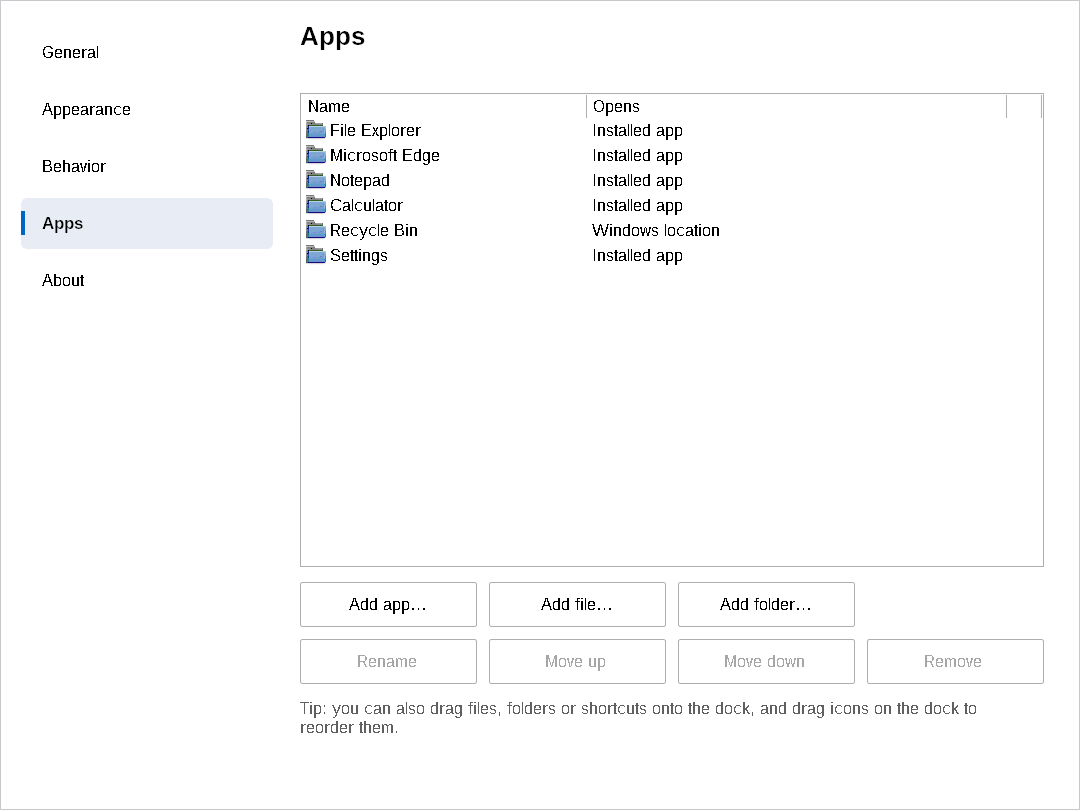 Apps
General
Appearance
Behavior
Apps
About
Name Opens
File Explorer Installed app
Microsoft Edge Installed app
Notepad Installed app
Calculator Installed app
Recycle Bin Windows location
Settings Installed app
Add app… Add file… Add folder…
Rename Move up Move down Remove
Tip: you can also drag files, folders or shortcuts onto the dock, and drag icons on the dock to
reorder them.